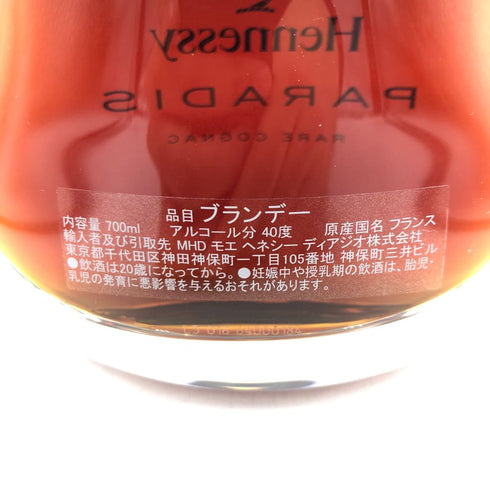 Hennessy
PARADIS
RARE COGNAC
品目 ブランデー
内容量 700ml アルコール分 40度 原産国名 フランス
輸入者及び引取先 MHD モエ ヘネシー ディアジオ株式会社
東京都千代田区神田神保町一丁目105番地 神保町三井ビル
●飲酒は20歳になってから。●妊娠中や授乳期の飲酒は、胎児・
乳児の発育に悪影響を与えるおそれがあります。